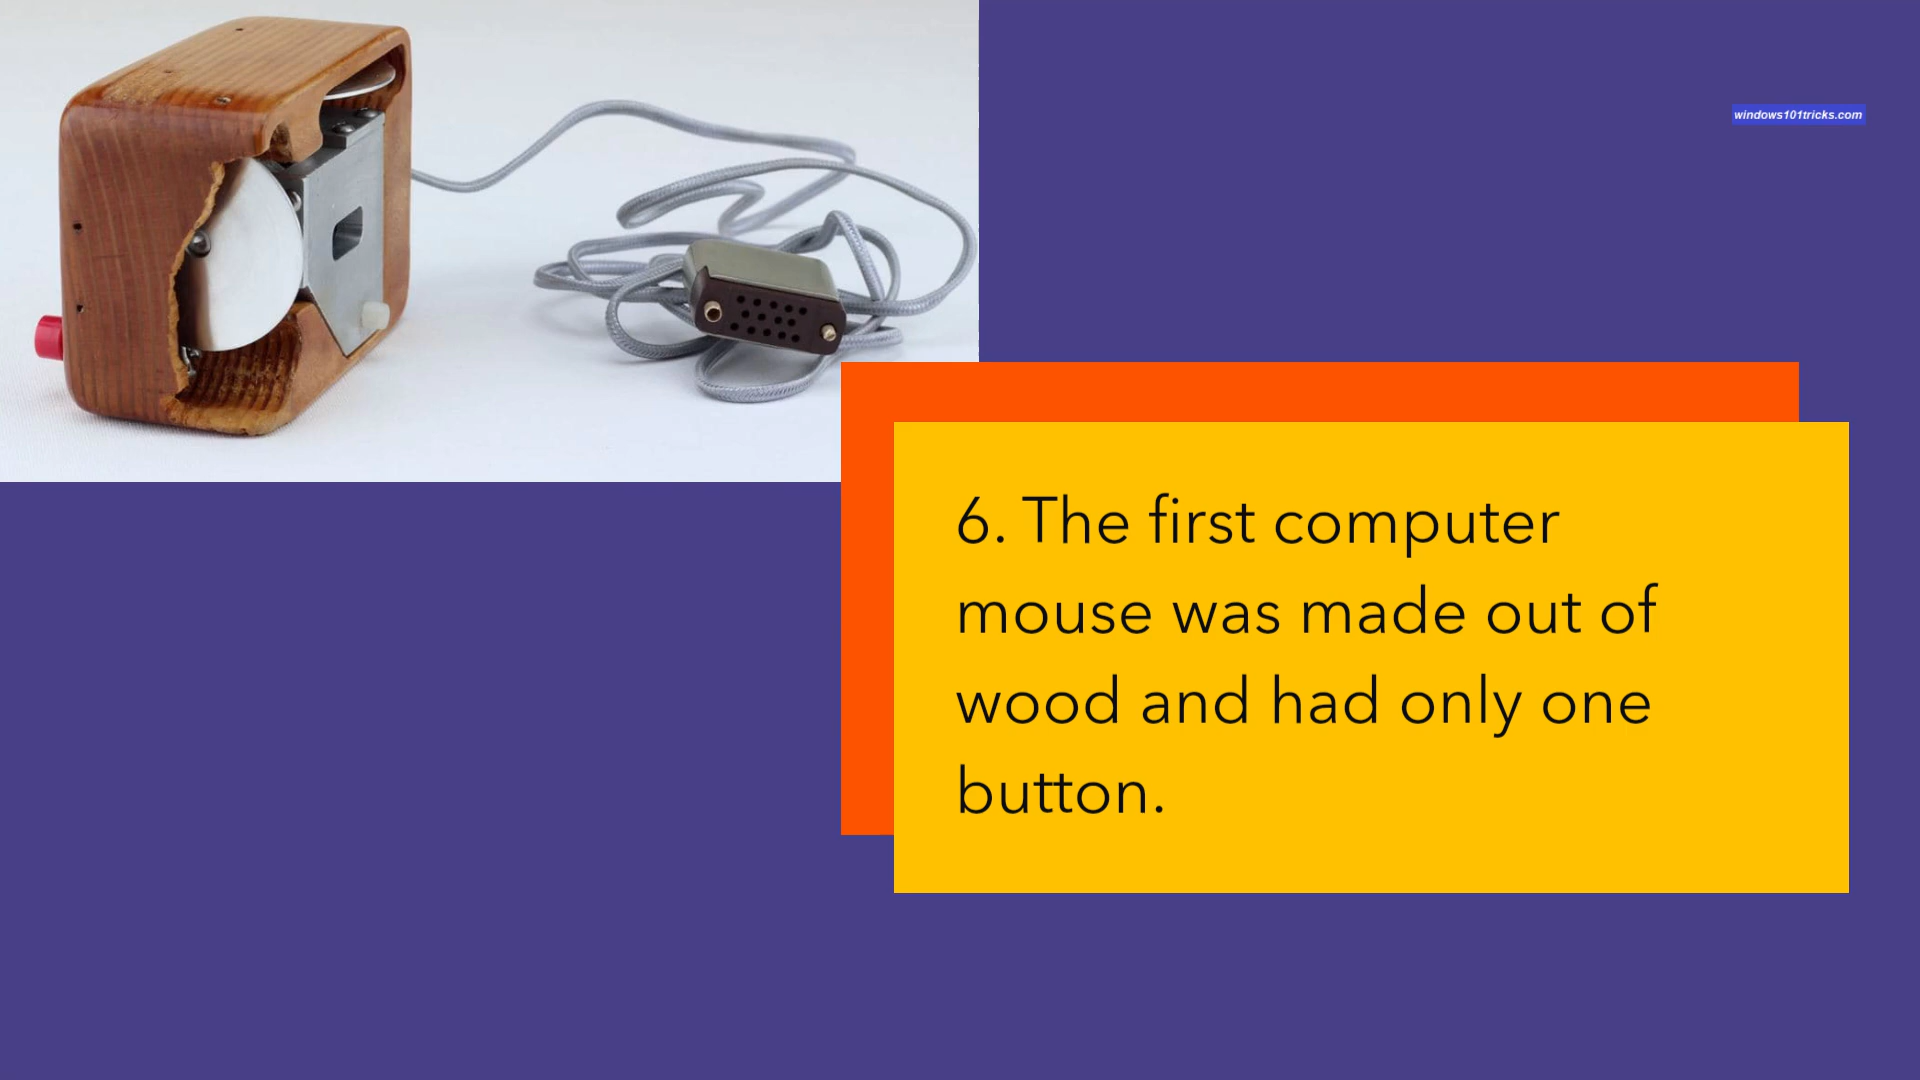 windows101tricks.com
6. The first computer
mouse was made out of
wood and had only one
button.